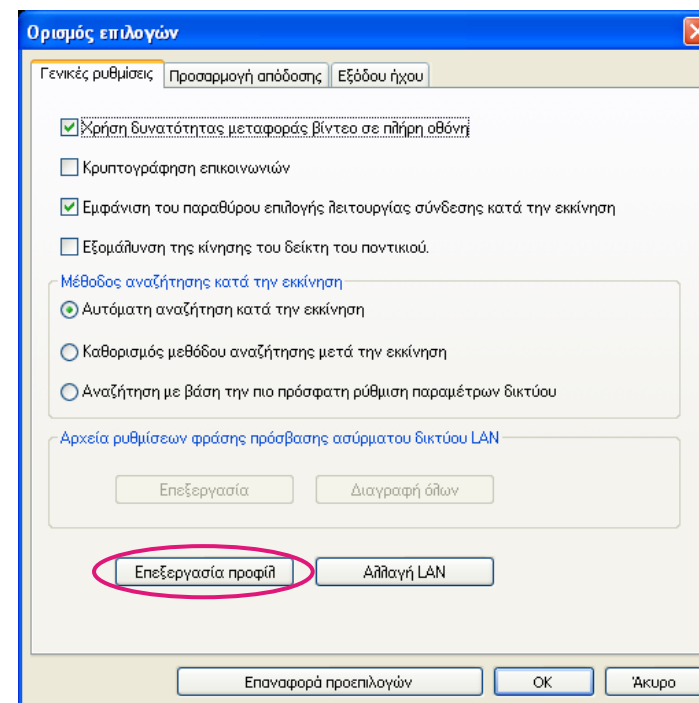 Ορισμός επιλογών
Γενικές ρυθμίσεις Προσαρμογή απόδοσης Εξόδου ήχου
Χρήση δυνατότητας μεταφοράς βίντεο σε πλήρη οθόνη
Κρυπτογράφηση επικοινωνιών
Εμφάνιση του παραθύρου επιλογής λειτουργίας σύνδεσης κατά την εκκίνηση
Εξομάλυνση της κίνησης του δείκτη του ποντικιού.
Μέθοδος αναζήτησης κατά την εκκίνηση
Αυτόματη αναζήτηση κατά την εκκίνηση
Καθορισμός μεθόδου αναζήτησης μετά την εκκίνηση
Αναζήτηση με βάση την πιο πρόσφατη ρύθμιση παραμέτρων δικτύου
Αρχεία ρυθμίσεων φράσης πρόσβασης ασύρματου δικτύου LAN
Επεξεργασία Διαγραφή όλων
Επεξεργασία προφίλ Αλλαγή LAN
Επαναφορά προεπιλογών OK Άκυρο